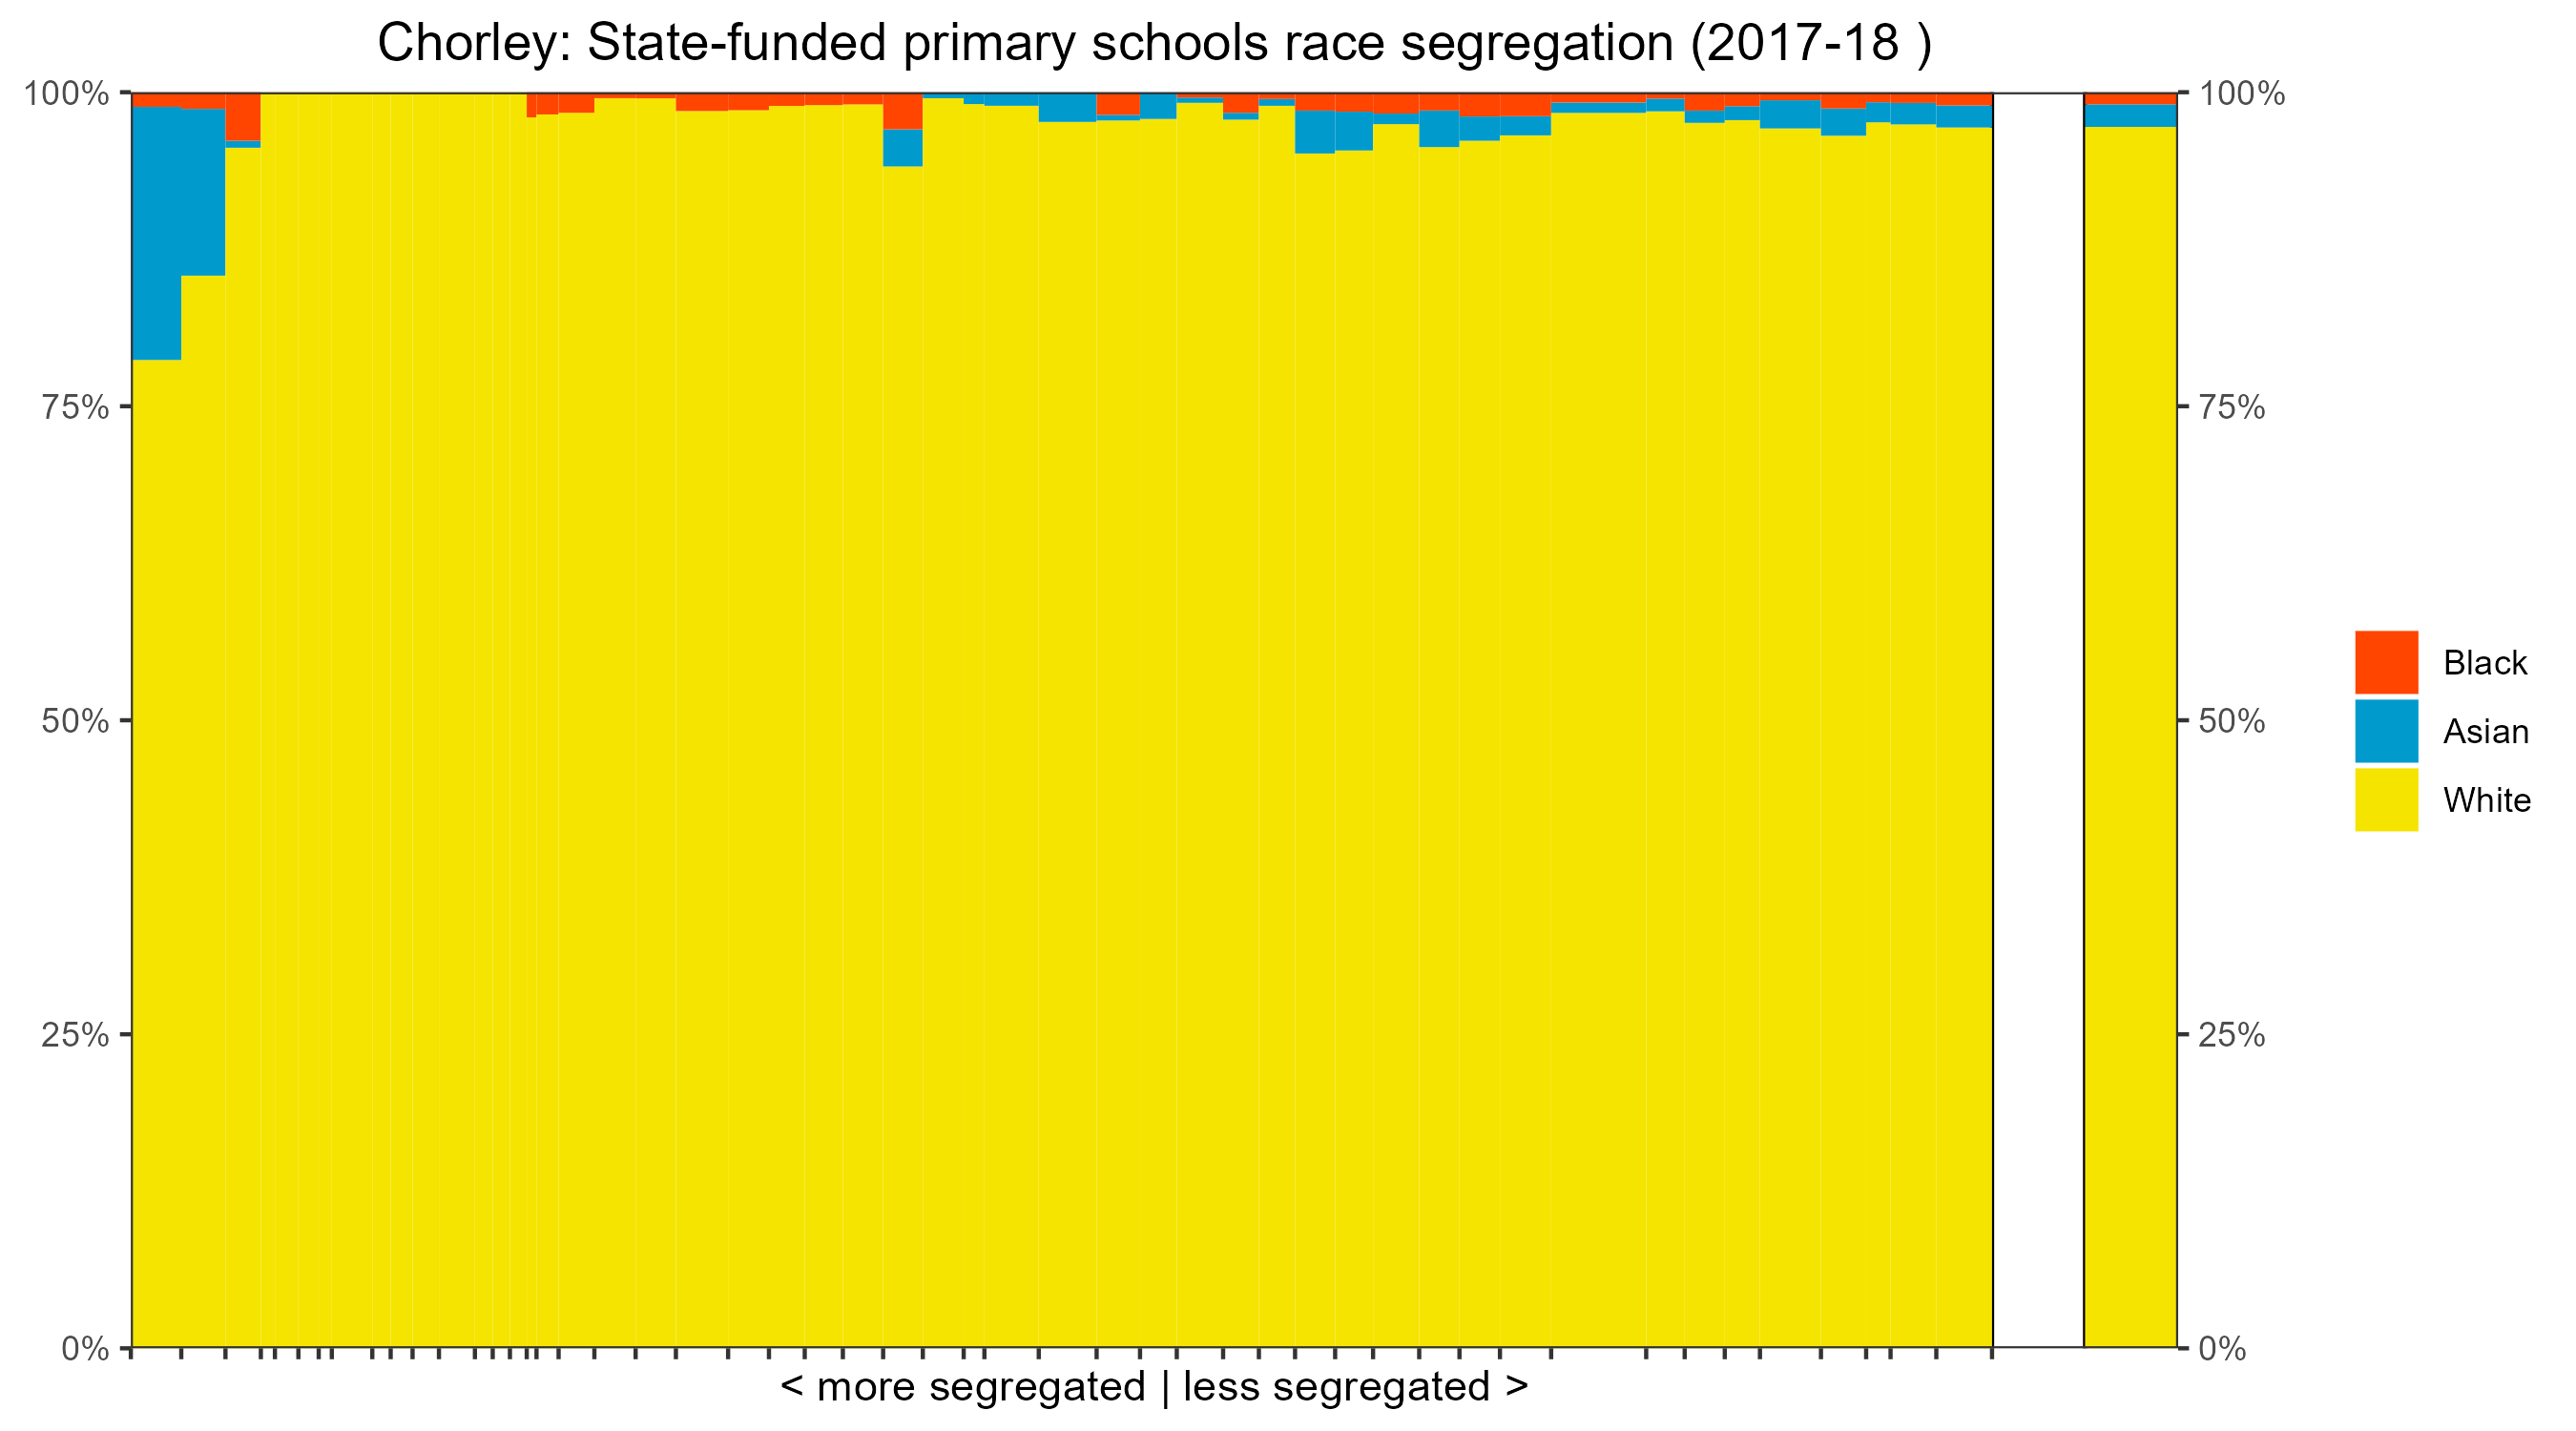 Chorley: State-funded primary schools race segregation (2017-18 )
100%
75%
50%
25%
0%
100%
75%
50%
25%
0%
Black
Asian
White
< more segregated | less segregated >